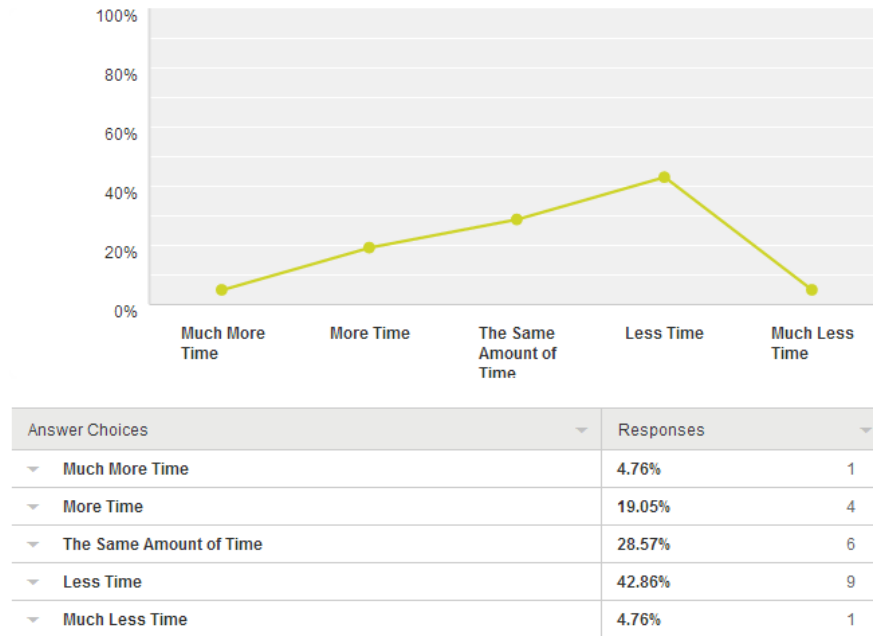 100%
80%
60%
40%
20%
0%
Much More
Time
More Time
The Same
Amount of
Time
Less Time
Much Less
Time
Answer Choices Responses
Much More Time 4.76% 1
More Time 19.05% 4
The Same Amount of Time 28.57% 6
Less Time 42.86% 9
Much Less Time 4.76% 1